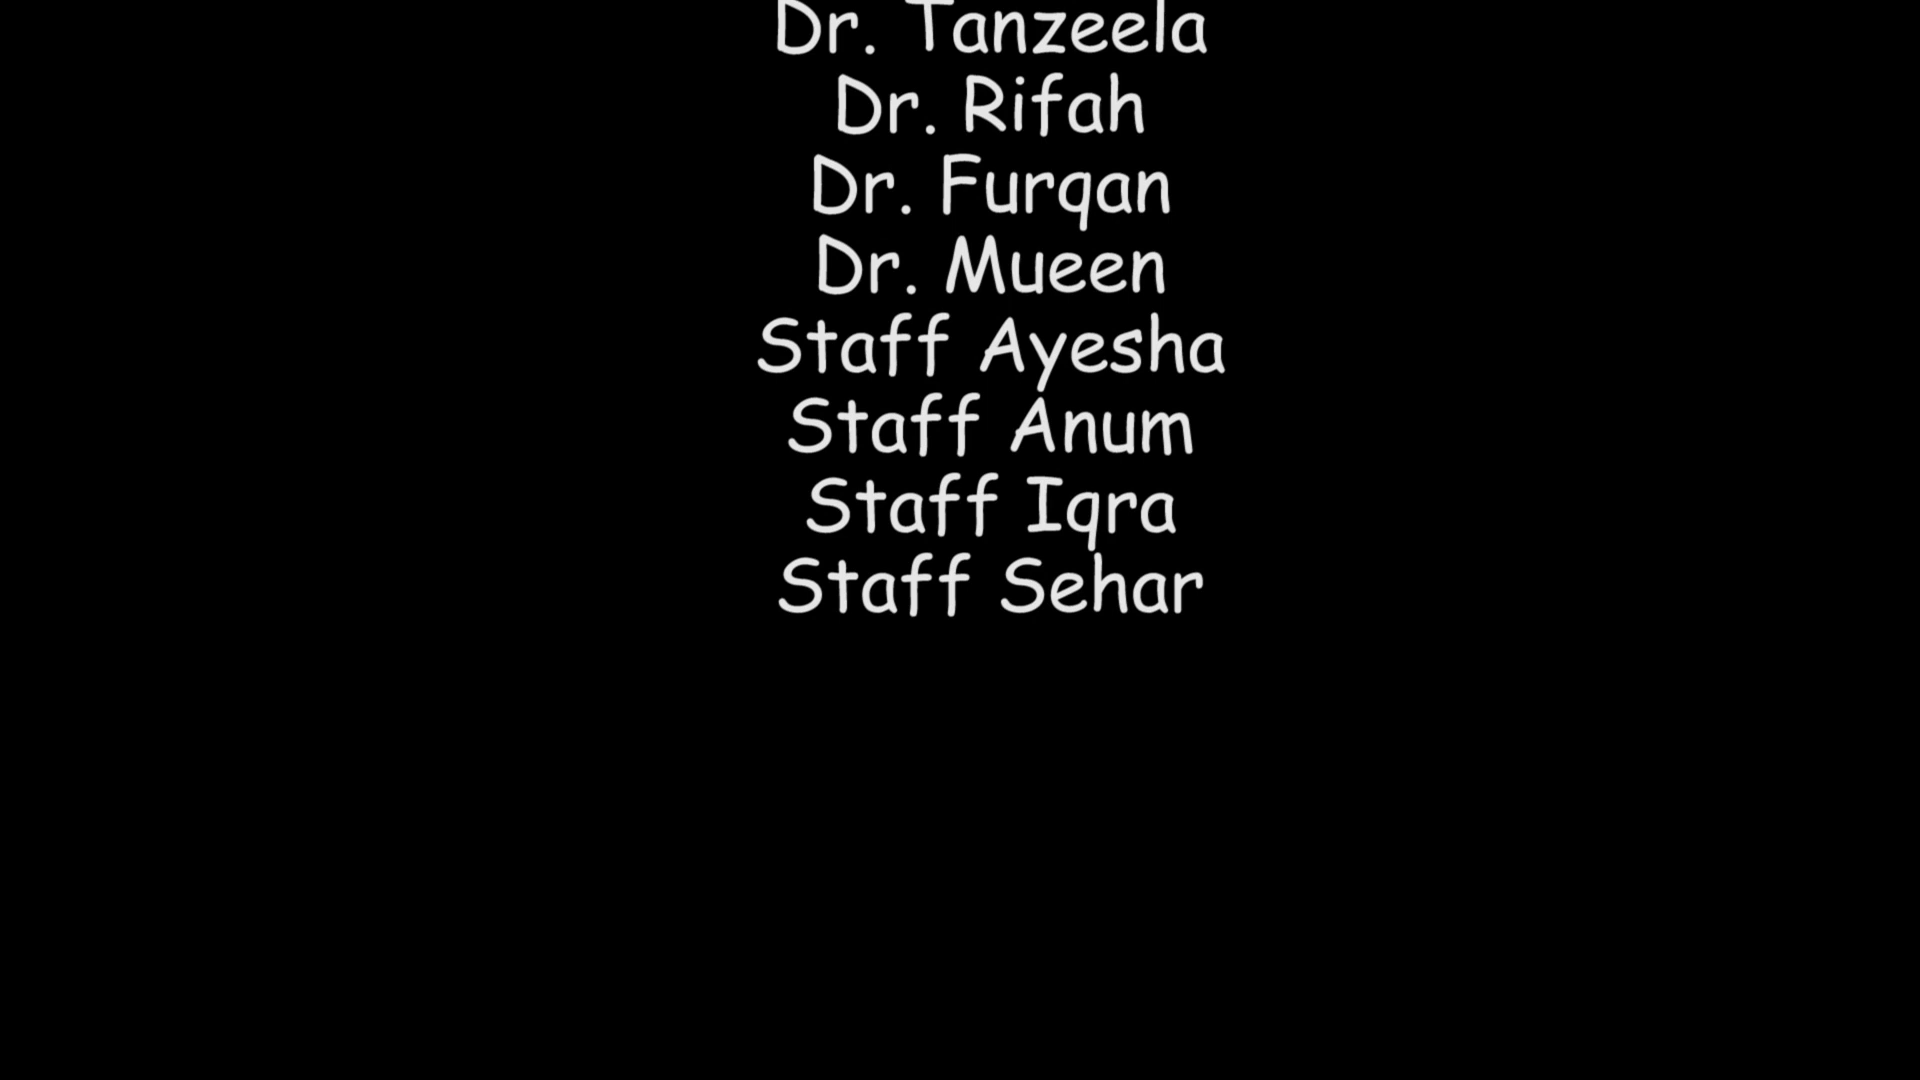 Dr. Tanzeela
Dr. Rifah
Dr. Furqan
Dr. Mueen
Staff Ayesha
Staff Anum
Staff Iqra
Staff Sehar